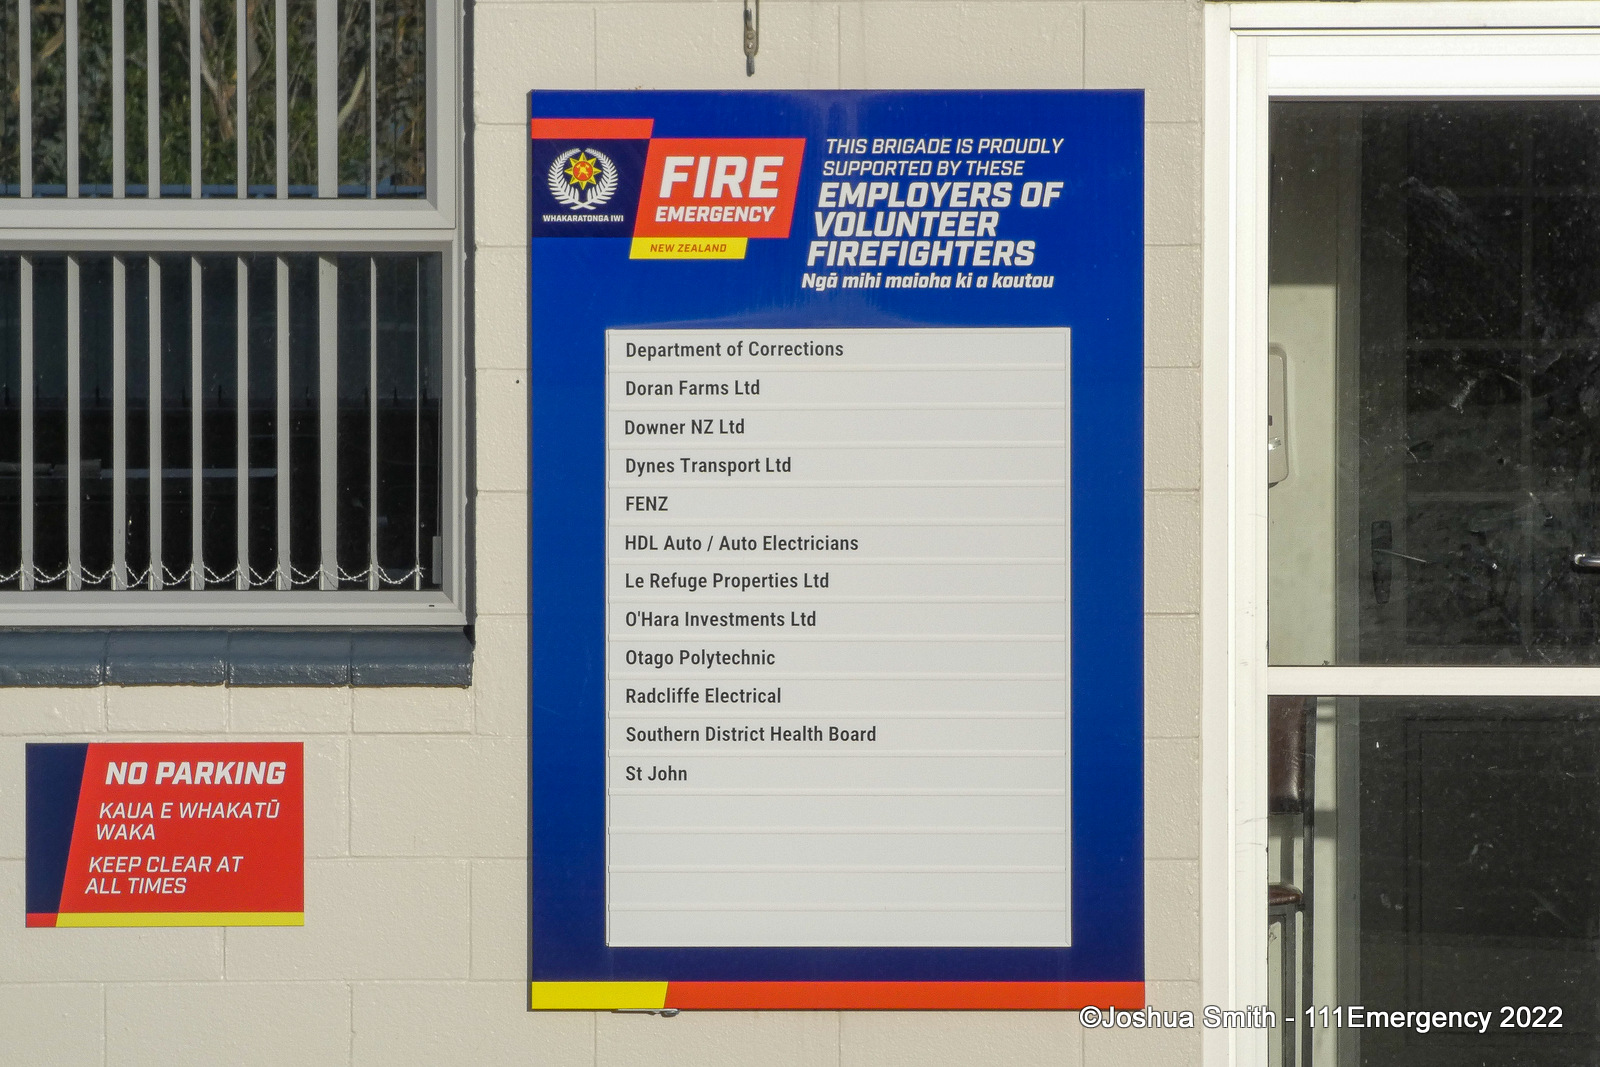 WHAKARATONGA IWI
FIRE
EMERGENCY
NEW ZEALAND
THIS BRIGADE IS PROUDLY
SUPPORTED BY THESE
EMPLOYERS OF
VOLUNTEER
FIREFIGHTERS
Ngā mihi maioha ki a koutou
Department of Corrections
Doran Farms Ltd
Downer NZ Ltd
Dynes Transport Ltd
FENZ
HDL Auto / Auto Electricians
Le Refuge Properties Ltd
O'Hara Investments Ltd
Otago Polytechnic
Radcliffe Electrical
Southern District Health Board
St John
NO PARKING
KAUA E WHAKATŪ
WAKA
KEEP CLEAR AT
ALL TIMES
©Joshua Smith - 111Emergency 2022